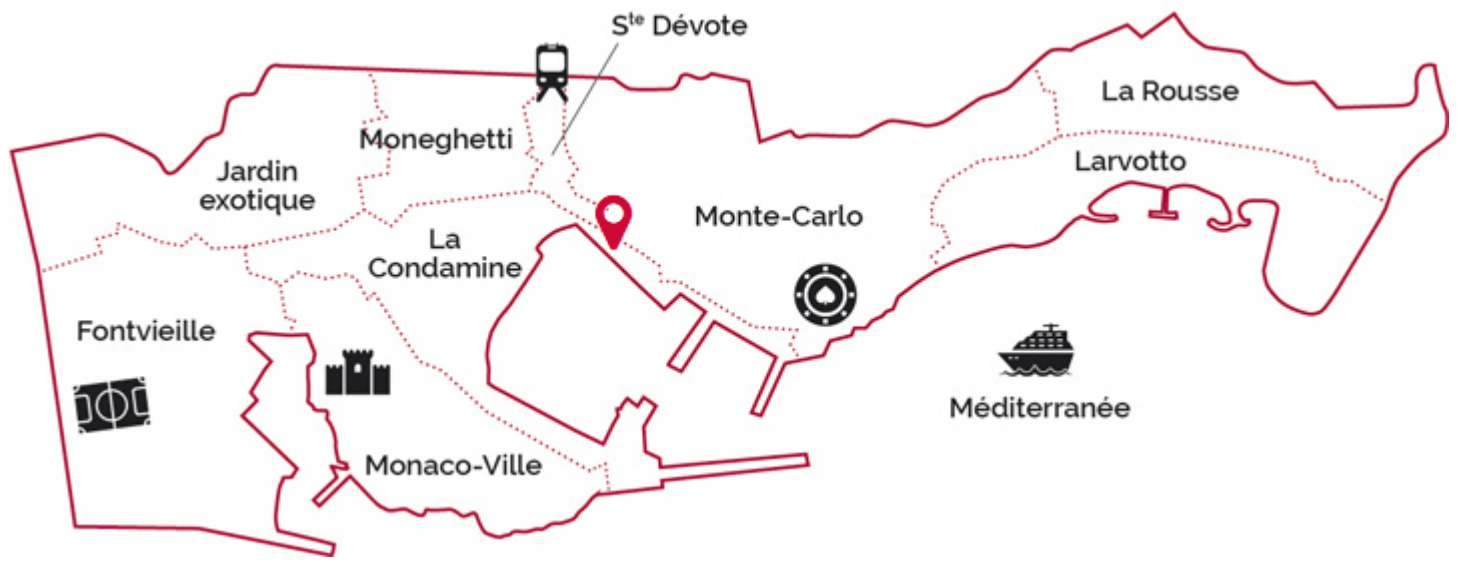 Ste Dévote
La Rousse
Moneghetti
Larvotto
Jardin
exotique
Monte-Carlo
La
Condamine
Fontvieille
Méditerranée
Monaco-Ville